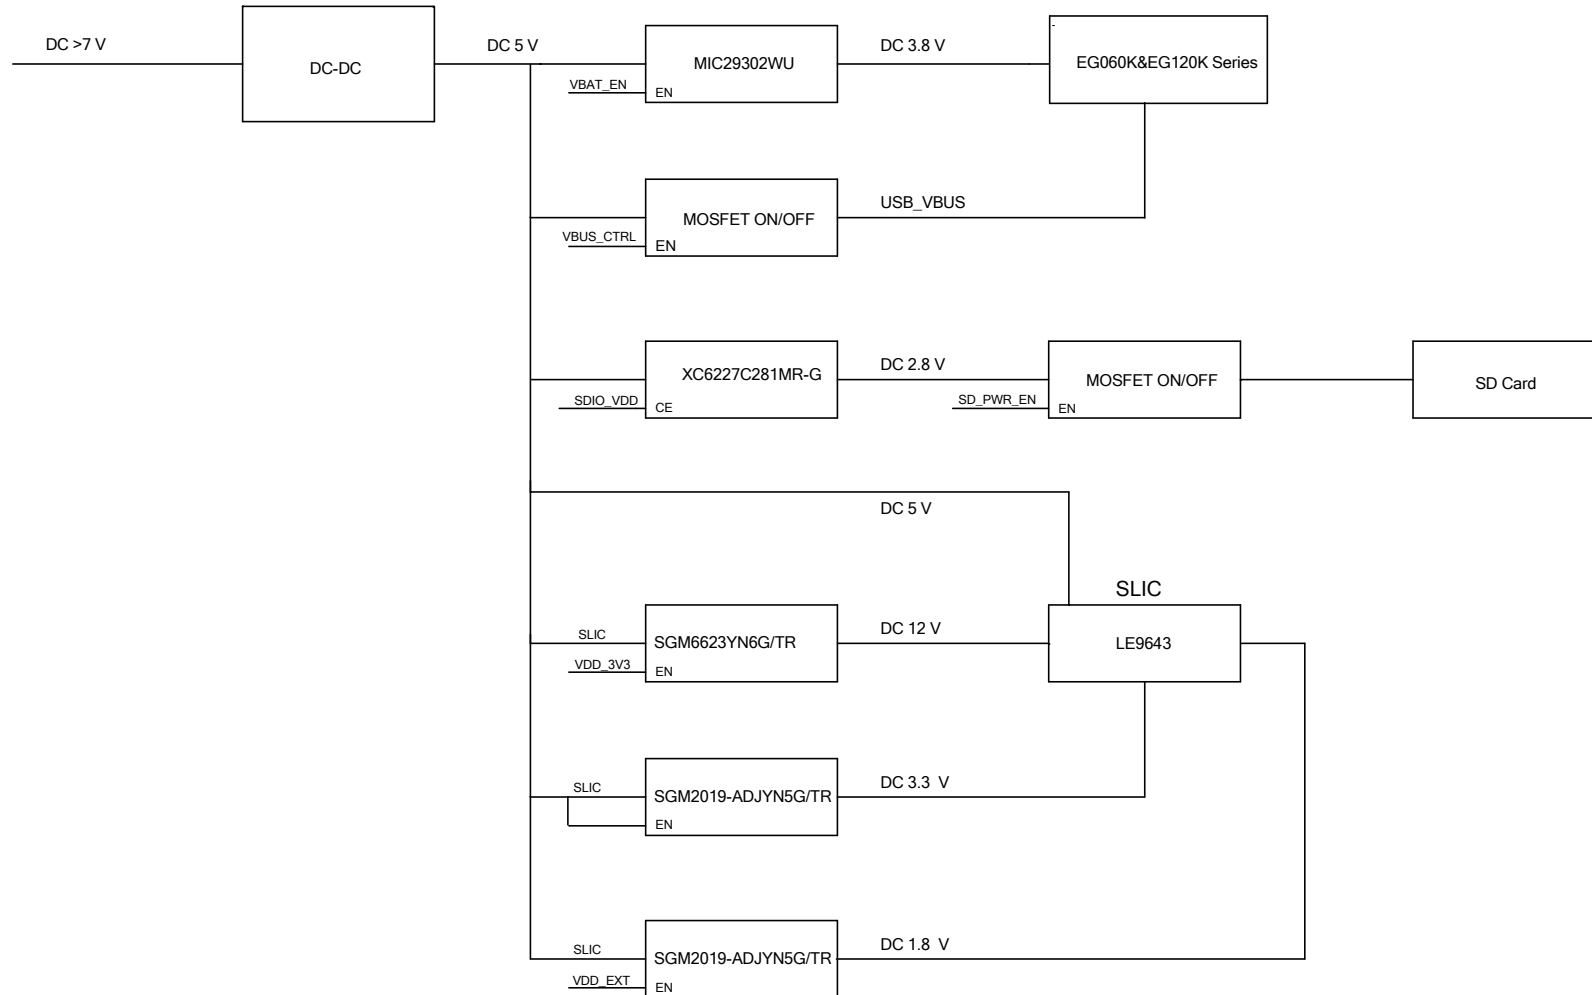 DC >7 V
DC-DC
DC 5 V
MIC29302WU
VBAT_EN
EN
DC 3.8 V
-
EG060K&EG120K Series
MOSFET ON/OFF
VBUS_CTRL
EN
USB_VBUS
XC6227C281MR-G
SDIO_VDD
CE
DC 2.8 V
MOSFET ON/OFF
SD_PWR_EN
EN
SD Card
DC 5 V
SLIC
SLIC
SGM6623YN6G/TR
VDD_3V3
EN
DC 12 V
LE9643
SLIC
SGM2019-ADJYN5G/TR
EN
DC 3.3 V
SLIC
SGM2019-ADJYN5G/TR
VDD_EXT
EN
DC 1.8 V